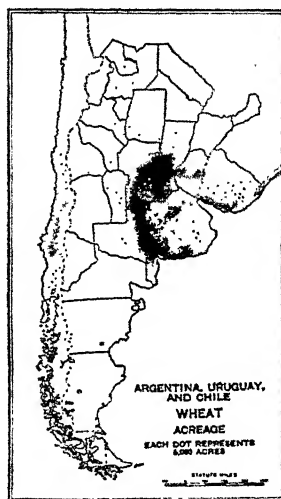 ARGENTINA, URUGUAY,
AND CHILE
WHEAT
ACREAGE
EACH DOT REPRESENTS
5,000 ACRES
STATUTE MILES